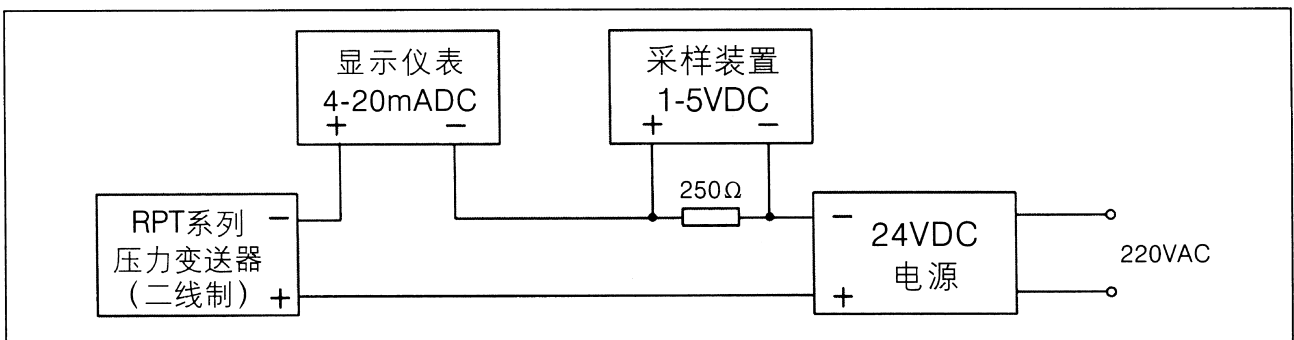 显示仪表
4-20mADC
+ −
采样装置
1-5VDC
+ −
250Ω
RPT系列 −
压力变送器
（二线制） +
− 24VDC
电源
+
220VAC